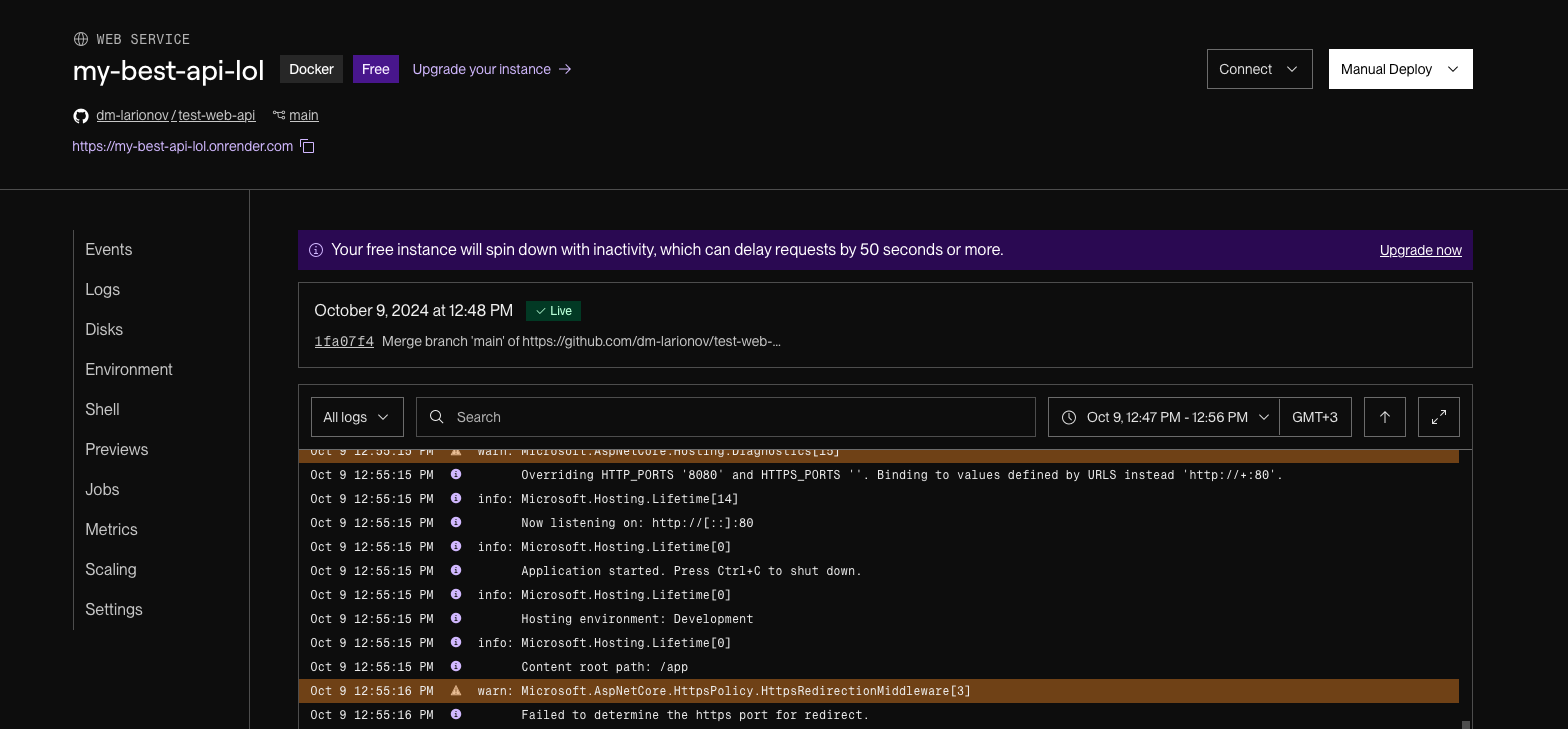 WEB SERVICE
my-best-api-lol Docker Free Upgrade your instance →
Connect Manual Deploy
dm-larionov / test-web-api main
https://my-best-api-lol.onrender.com
Events
Logs
Disks
Environment
Shell
Previews
Jobs
Metrics
Scaling
Settings
Your free instance will spin down with inactivity, which can delay requests by 50 seconds or more. Upgrade now
October 9, 2024 at 12:48 PM Live
1fa07f4 Merge branch 'main' of https://github.com/dm-larionov/test-web-...
All logs Search Oct 9, 12:47 PM - 12:56 PM GMT+3
Oct 9 12:55:15 PM warn: Microsoft.AspNetCore.Hosting.Diagnostics[15]
Oct 9 12:55:15 PM Overriding HTTP_PORTS '8080' and HTTPS_PORTS ''. Binding to values defined by URLS instead 'http://+:80'.
Oct 9 12:55:15 PM info: Microsoft.Hosting.Lifetime[14]
Oct 9 12:55:15 PM Now listening on: http://[::]:80
Oct 9 12:55:15 PM info: Microsoft.Hosting.Lifetime[0]
Oct 9 12:55:15 PM Application started. Press Ctrl+C to shut down.
Oct 9 12:55:15 PM info: Microsoft.Hosting.Lifetime[0]
Oct 9 12:55:15 PM Hosting environment: Development
Oct 9 12:55:15 PM info: Microsoft.Hosting.Lifetime[0]
Oct 9 12:55:15 PM Content root path: /app
Oct 9 12:55:16 PM warn: Microsoft.AspNetCore.HttpsPolicy.HttpsRedirectionMiddleware[3]
Oct 9 12:55:16 PM Failed to determine the https port for redirect.